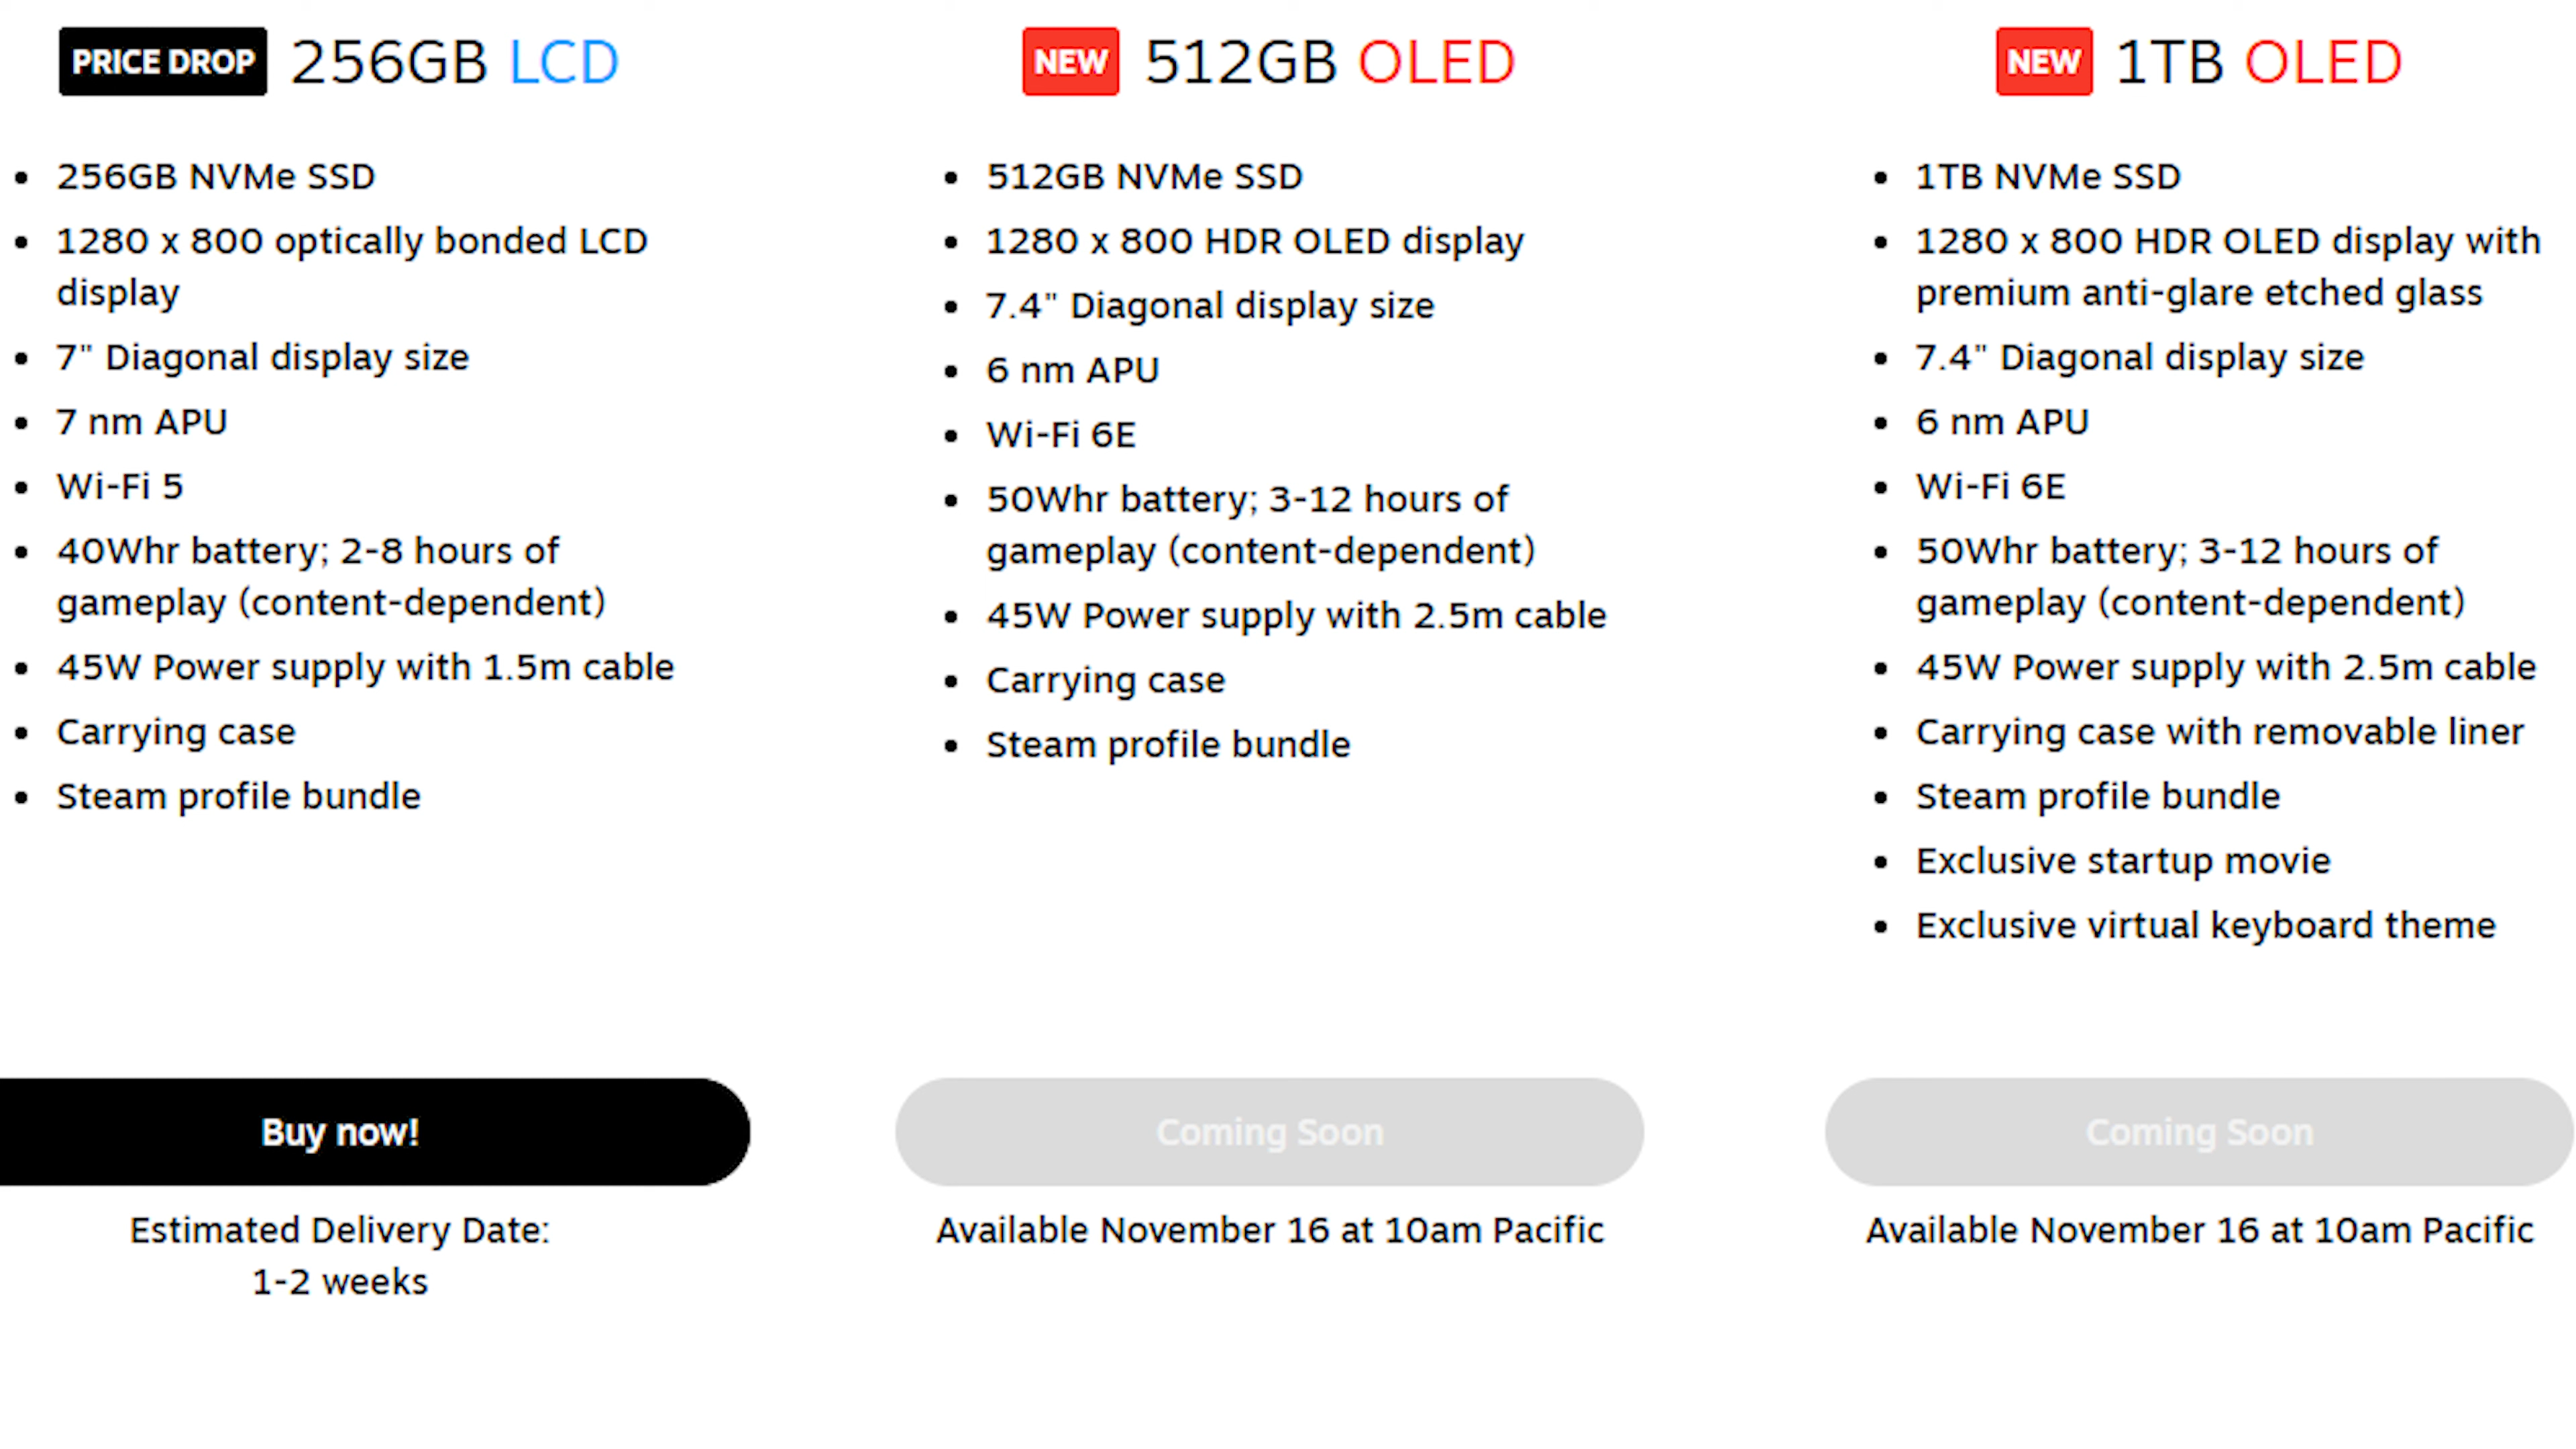 PRICE DROP 256GB LCD
• 256GB NVMe SSD
• 1280 x 800 optically bonded LCD
display
• 7" Diagonal display size
• 7 nm APU
• Wi-Fi 5
• 40Whr battery; 2-8 hours of
gameplay (content-dependent)
• 45W Power supply with 1.5m cable
• Carrying case
• Steam profile bundle
Buy now!
Estimated Delivery Date:
1-2 weeks
NEW 512GB OLED
• 512GB NVMe SSD
• 1280 x 800 HDR OLED display
• 7.4" Diagonal display size
• 6 nm APU
• Wi-Fi 6E
• 50Whr battery; 3-12 hours of
gameplay (content-dependent)
• 45W Power supply with 2.5m cable
• Carrying case
• Steam profile bundle
Coming Soon
Available November 16 at 10am Pacific
NEW 1TB OLED
• 1TB NVMe SSD
• 1280 x 800 HDR OLED display with
premium anti-glare etched glass
• 7.4" Diagonal display size
• 6 nm APU
• Wi-Fi 6E
• 50Whr battery; 3-12 hours of
gameplay (content-dependent)
• 45W Power supply with 2.5m cable
• Carrying case with removable liner
• Steam profile bundle
• Exclusive startup movie
• Exclusive virtual keyboard theme
Coming Soon
Available November 16 at 10am Pacific